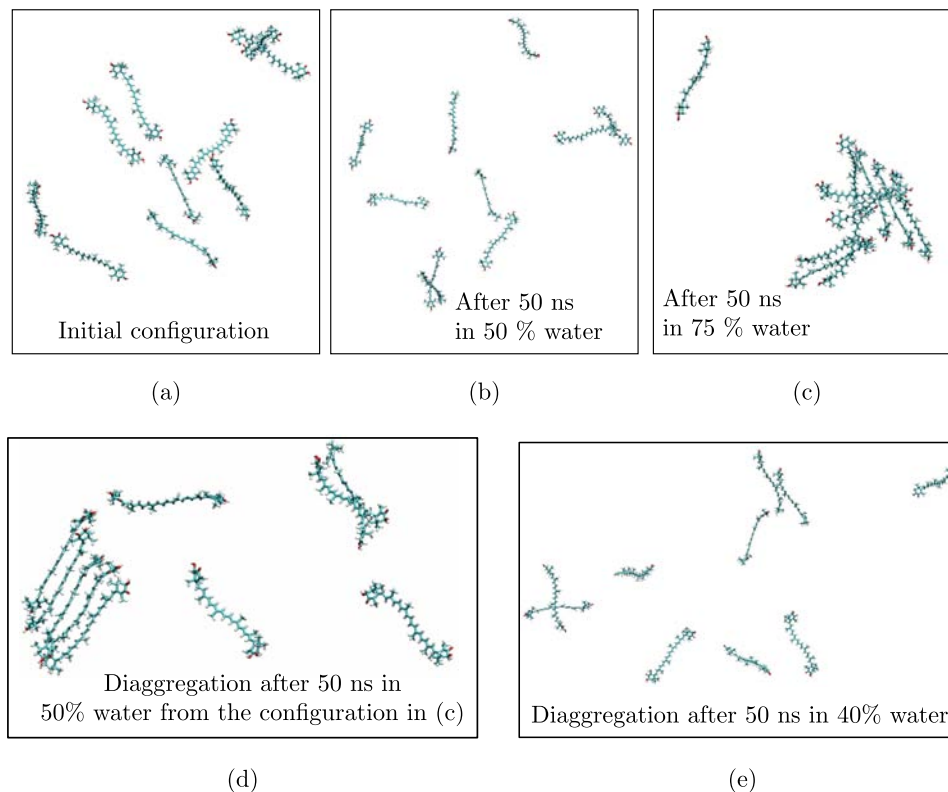 Initial configuration
After 50 ns
in 50 % water
After 50 ns
in 75 % water
(a)
(b)
(c)
Diaggregation after 50 ns in
50% water from the configuration in (c)
Diaggregation after 50 ns in 40% water
(d)
(e)